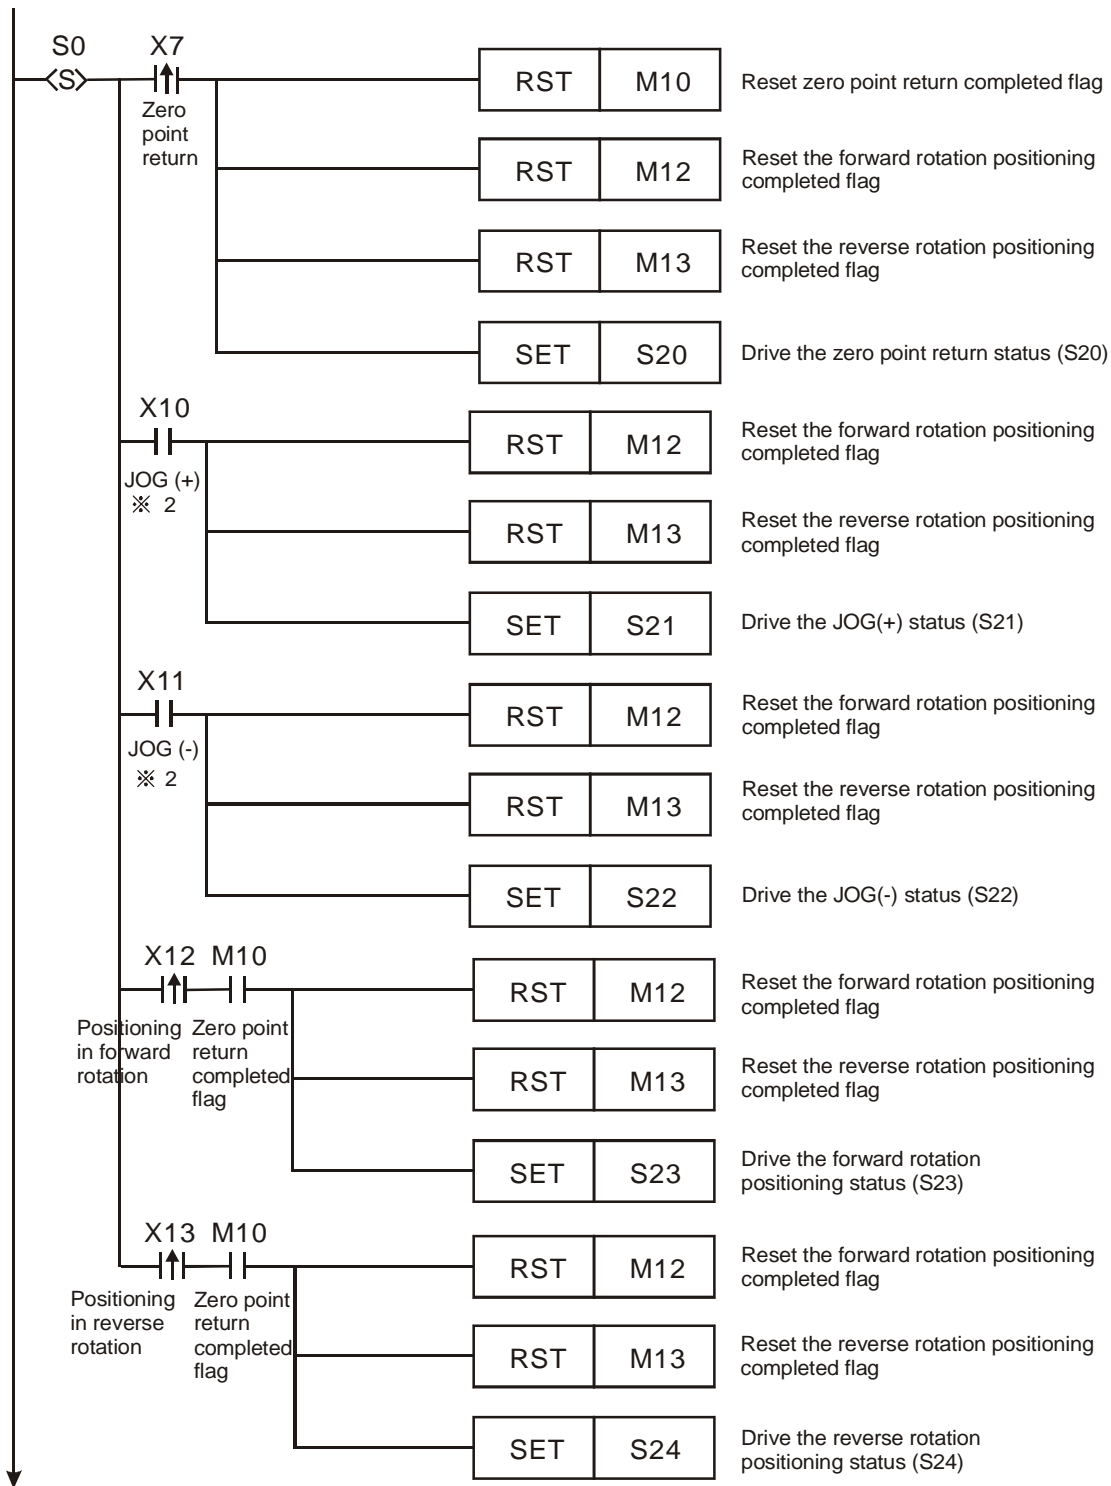 S0 X7
S
Zero
point
return
RST M10 Reset zero point return completed flag
RST M12 Reset the forward rotation positioning
completed flag
RST M13 Reset the reverse rotation positioning
completed flag
SET S20 Drive the zero point return status (S20)
X10
JOG (+)
※ 2
RST M12 Reset the forward rotation positioning
completed flag
RST M13 Reset the reverse rotation positioning
completed flag
SET S21 Drive the JOG(+) status (S21)
X11
JOG (-)
※ 2
RST M12 Reset the forward rotation positioning
completed flag
RST M13 Reset the reverse rotation positioning
completed flag
SET S22 Drive the JOG(-) status (S22)
X12 M10
Positioning
in forward
rotation
Zero point
return
completed
flag
RST M12 Reset the forward rotation positioning
completed flag
RST M13 Reset the reverse rotation positioning
completed flag
SET S23 Drive the forward rotation
positioning status (S23)
X13 M10
Positioning
in reverse
rotation
Zero point
return
completed
flag
RST M12 Reset the forward rotation positioning
completed flag
RST M13 Reset the reverse rotation positioning
completed flag
SET S24 Drive the reverse rotation
positioning status (S24)